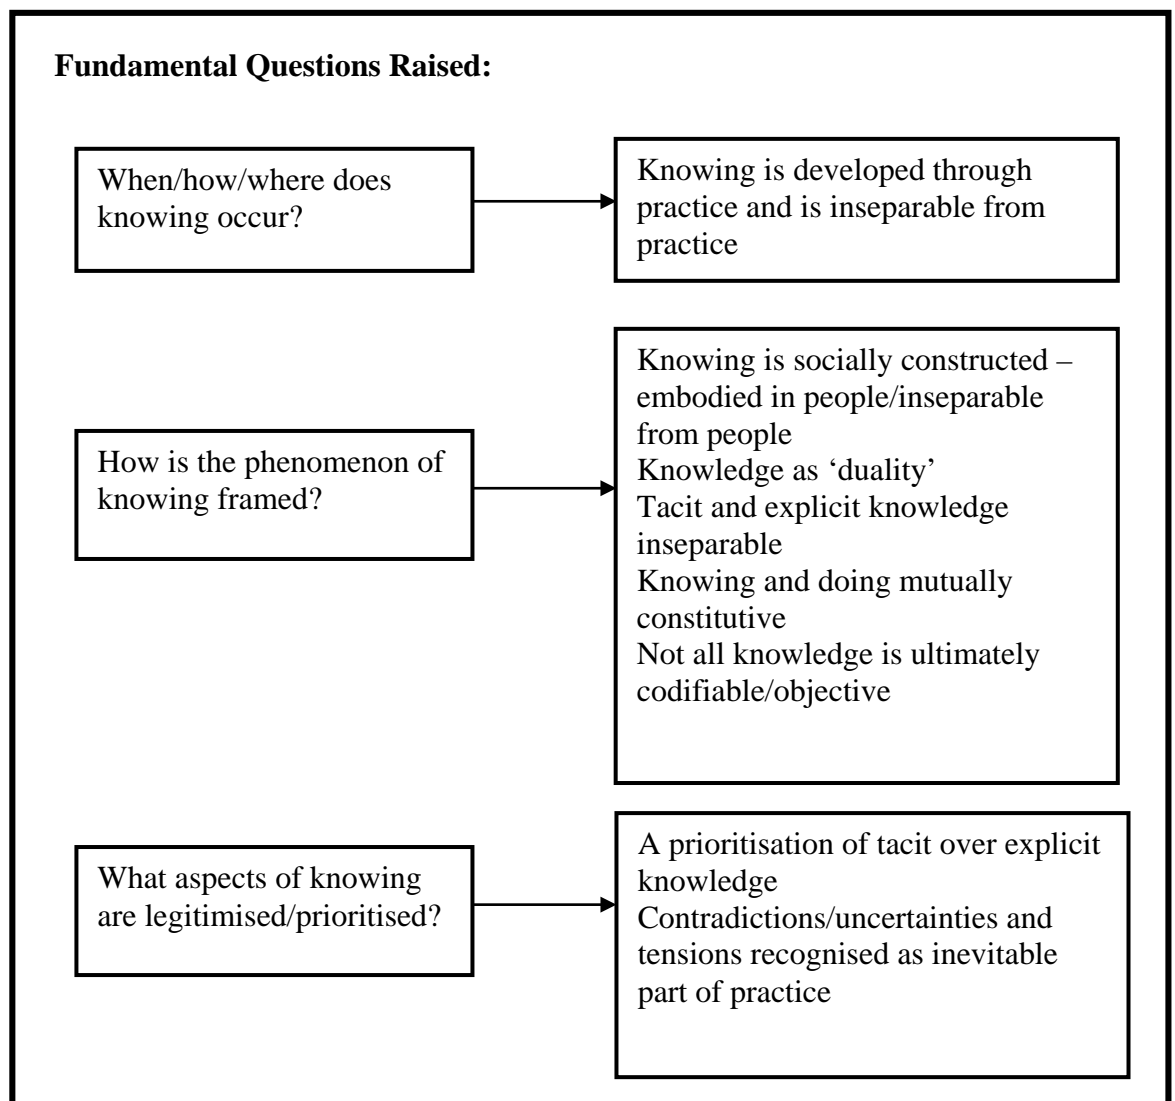 Fundamental Questions Raised:
When/how/where does
knowing occur?
Knowing is developed through
practice and is inseparable from
practice
How is the phenomenon of
knowing framed?
Knowing is socially constructed –
embodied in people/inseparable
from people
Knowledge as ‘duality’
Tacit and explicit knowledge
inseparable
Knowing and doing mutually
constitutive
Not all knowledge is ultimately
codifiable/objective
What aspects of knowing
are legitimised/prioritised?
A prioritisation of tacit over explicit
knowledge
Contradictions/uncertainties and
tensions recognised as inevitable
part of practice